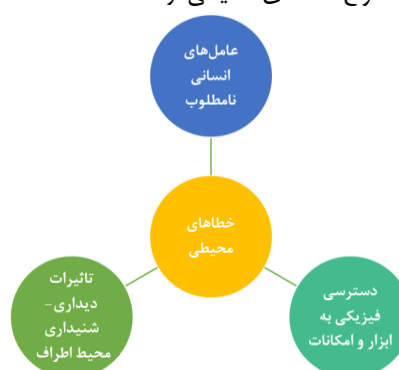 عامل‌های
انسانی
نامطلوب
خطاهای
محیطی
دسترسی
فیزیکی به
ابزار و امکانات
تاثیرات
دیداری-
شنیداری
محیط اطراف